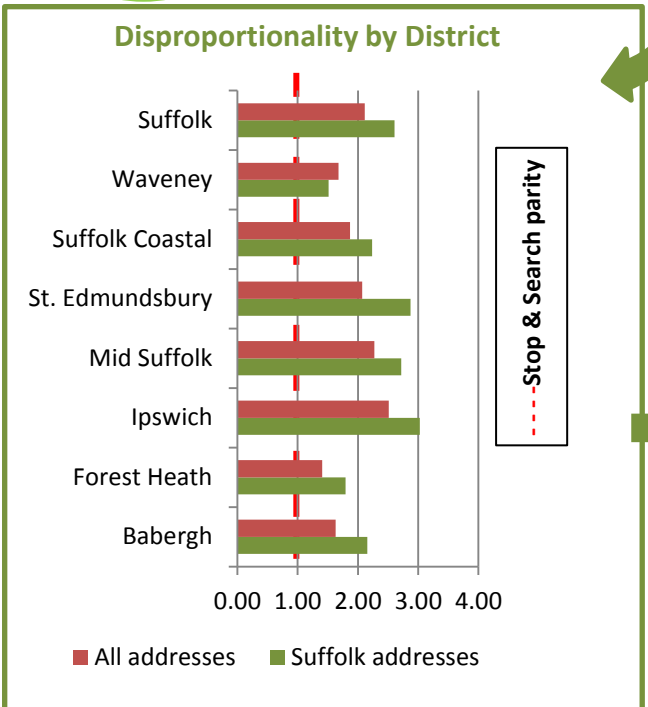 Disproportionality by District
Suffolk
Waveney
Suffolk Coastal
St. Edmundsbury
Mid Suffolk
Ipswich
Forest Heath
Babergh
0.00 1.00 2.00 3.00 4.00
Stop & Search parity
All addresses Suffolk addresses